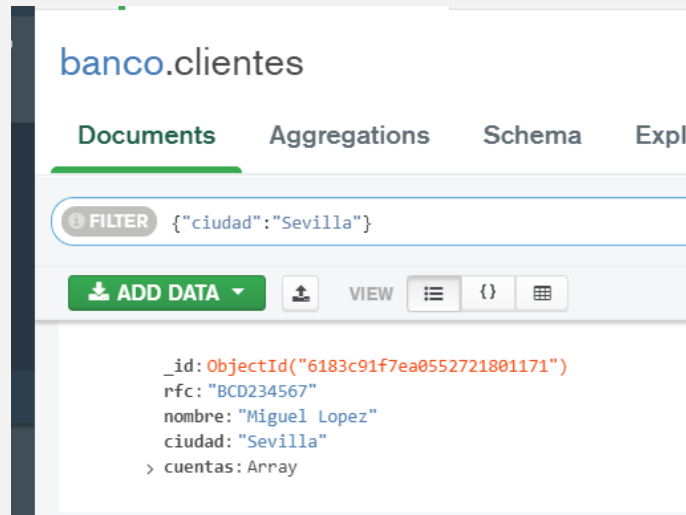 banco.clientes
Documents Aggregations Schema Expl
FILTER {"ciudad":"Sevilla"}
ADD DATA VIEW {}
_id: ObjectId("6183c91f7ea0552721801171")
rfc: "BCD234567"
nombre: "Miguel Lopez"
ciudad: "Sevilla"
> cuentas: Array